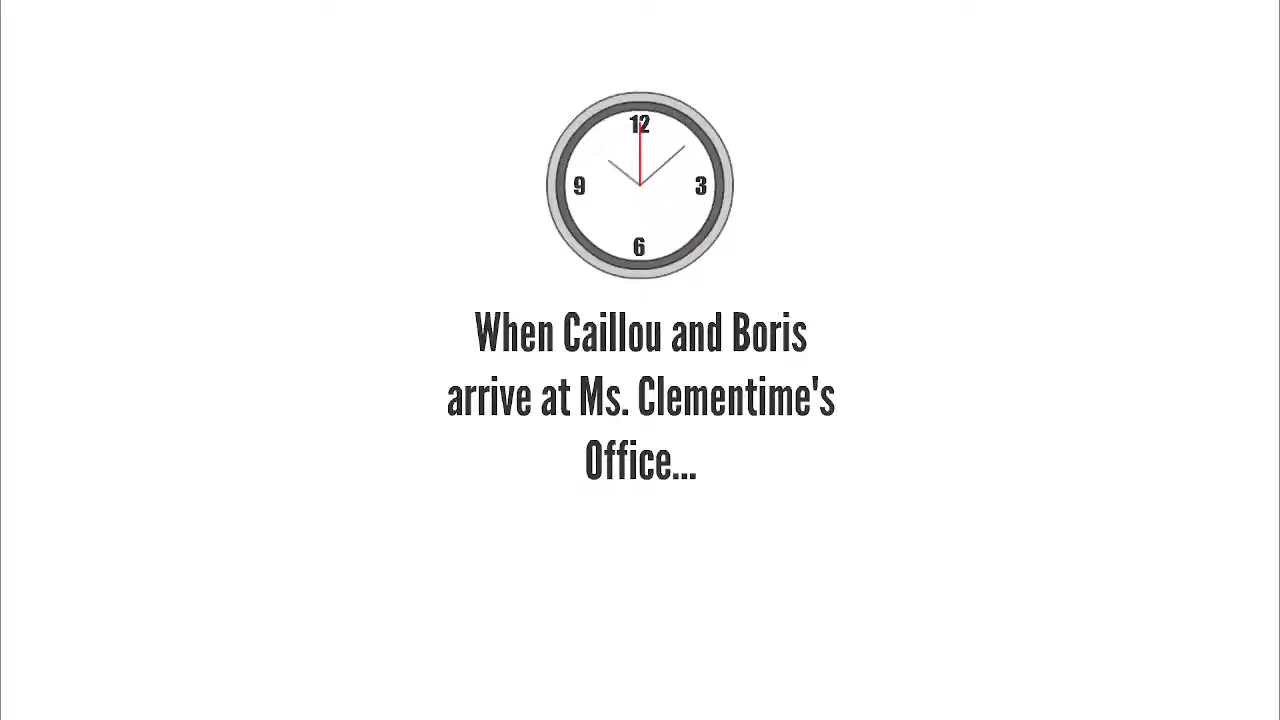 12
9 3
6
When Caillou and Boris
arrive at Ms. Clementime's
Office...